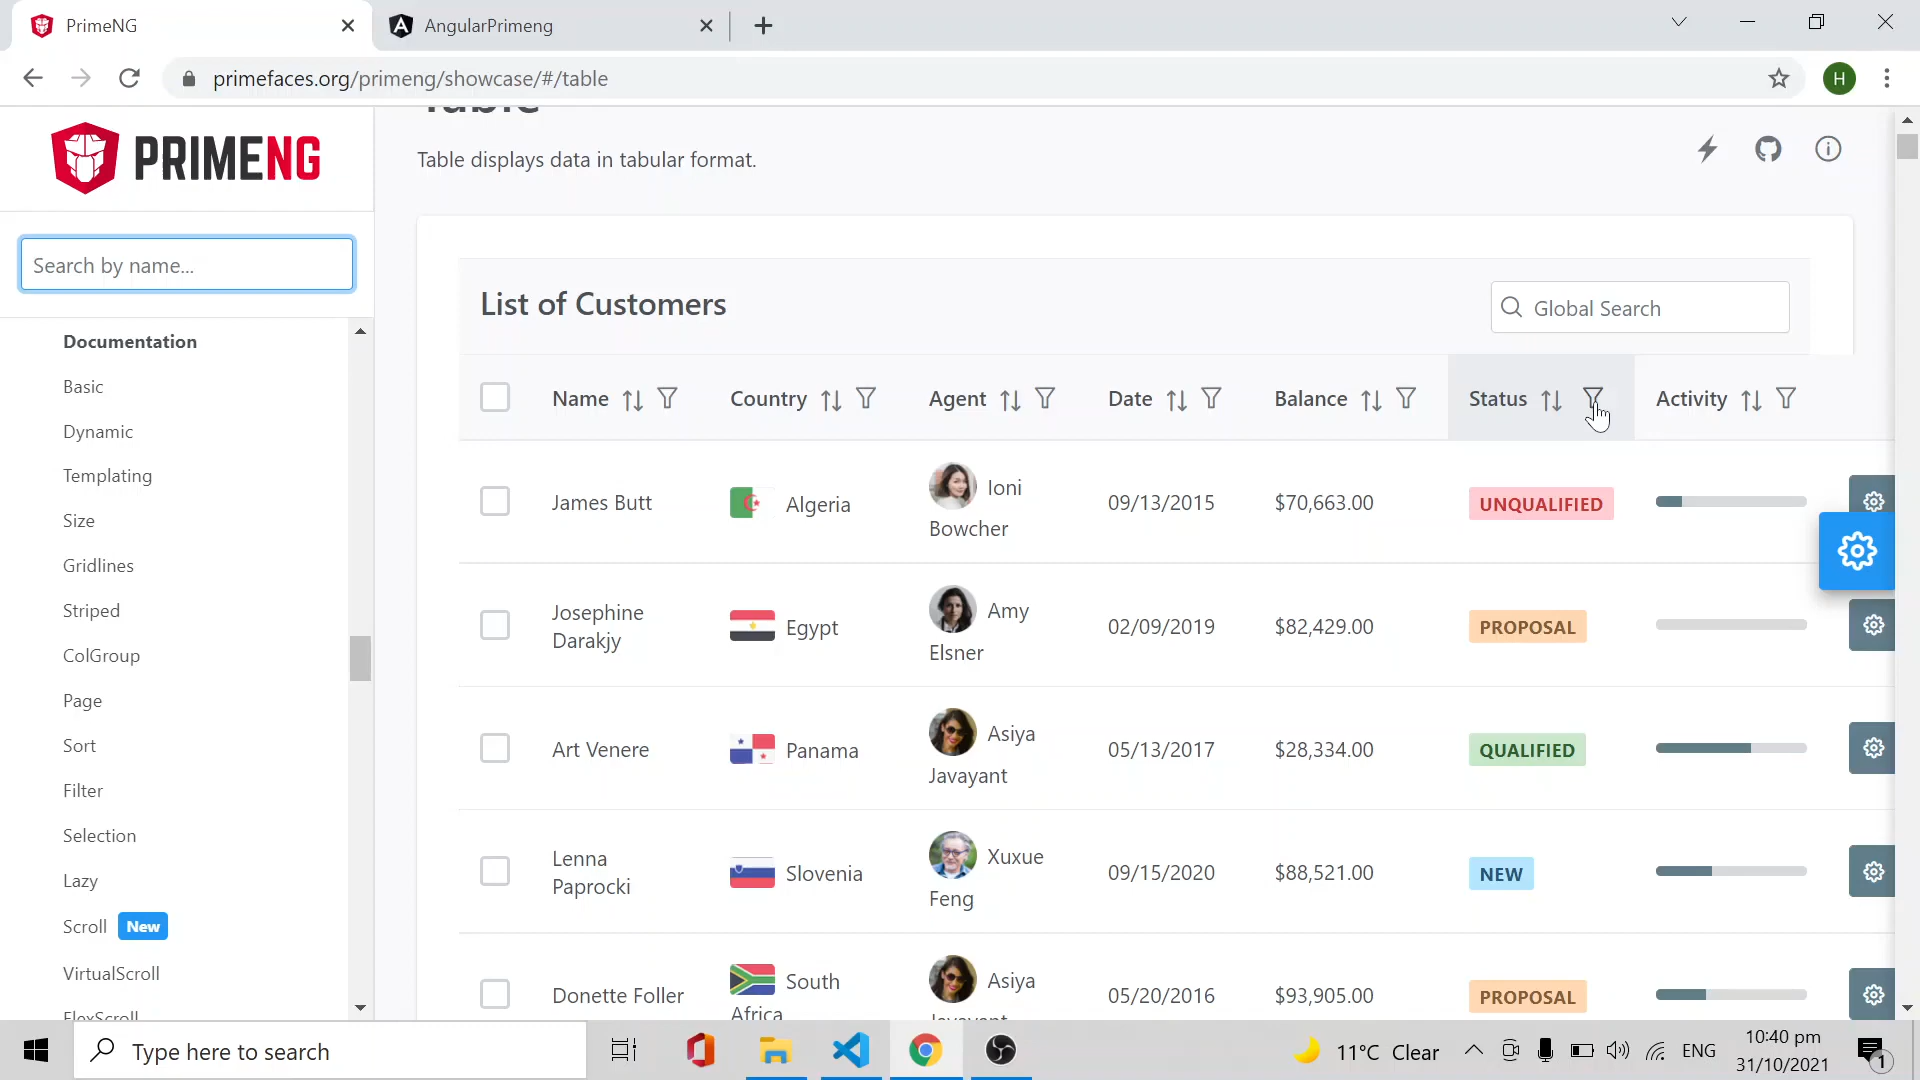 PrimeNG
AngularPrimeng
primefaces.org/primeng/showcase/#/table
H
PRIMENG
Search by name...
Documentation
Basic
Dynamic
Templating
Size
Gridlines
Striped
ColGroup
Page
Sort
Filter
Selection
Lazy
Scroll New
VirtualScroll
FlexScroll
Table
Table displays data in tabular format.
List of Customers
Global Search
Name Country Agent Date Balance Status Activity
James Butt Algeria Ioni Bowcher 09/13/2015 $70,663.00 UNQUALIFIED
Josephine Darakjy Egypt Amy Elsner 02/09/2019 $82,429.00 PROPOSAL
Art Venere Panama Asiya Javayant 05/13/2017 $28,334.00 QUALIFIED
Lenna Paprocki Slovenia Xuxue Feng 09/15/2020 $88,521.00 NEW
Donette Foller South Africa Asiya Javayant 05/20/2016 $93,905.00 PROPOSAL
Type here to search
11°C Clear
ENG
10:40 pm
31/10/2021
1